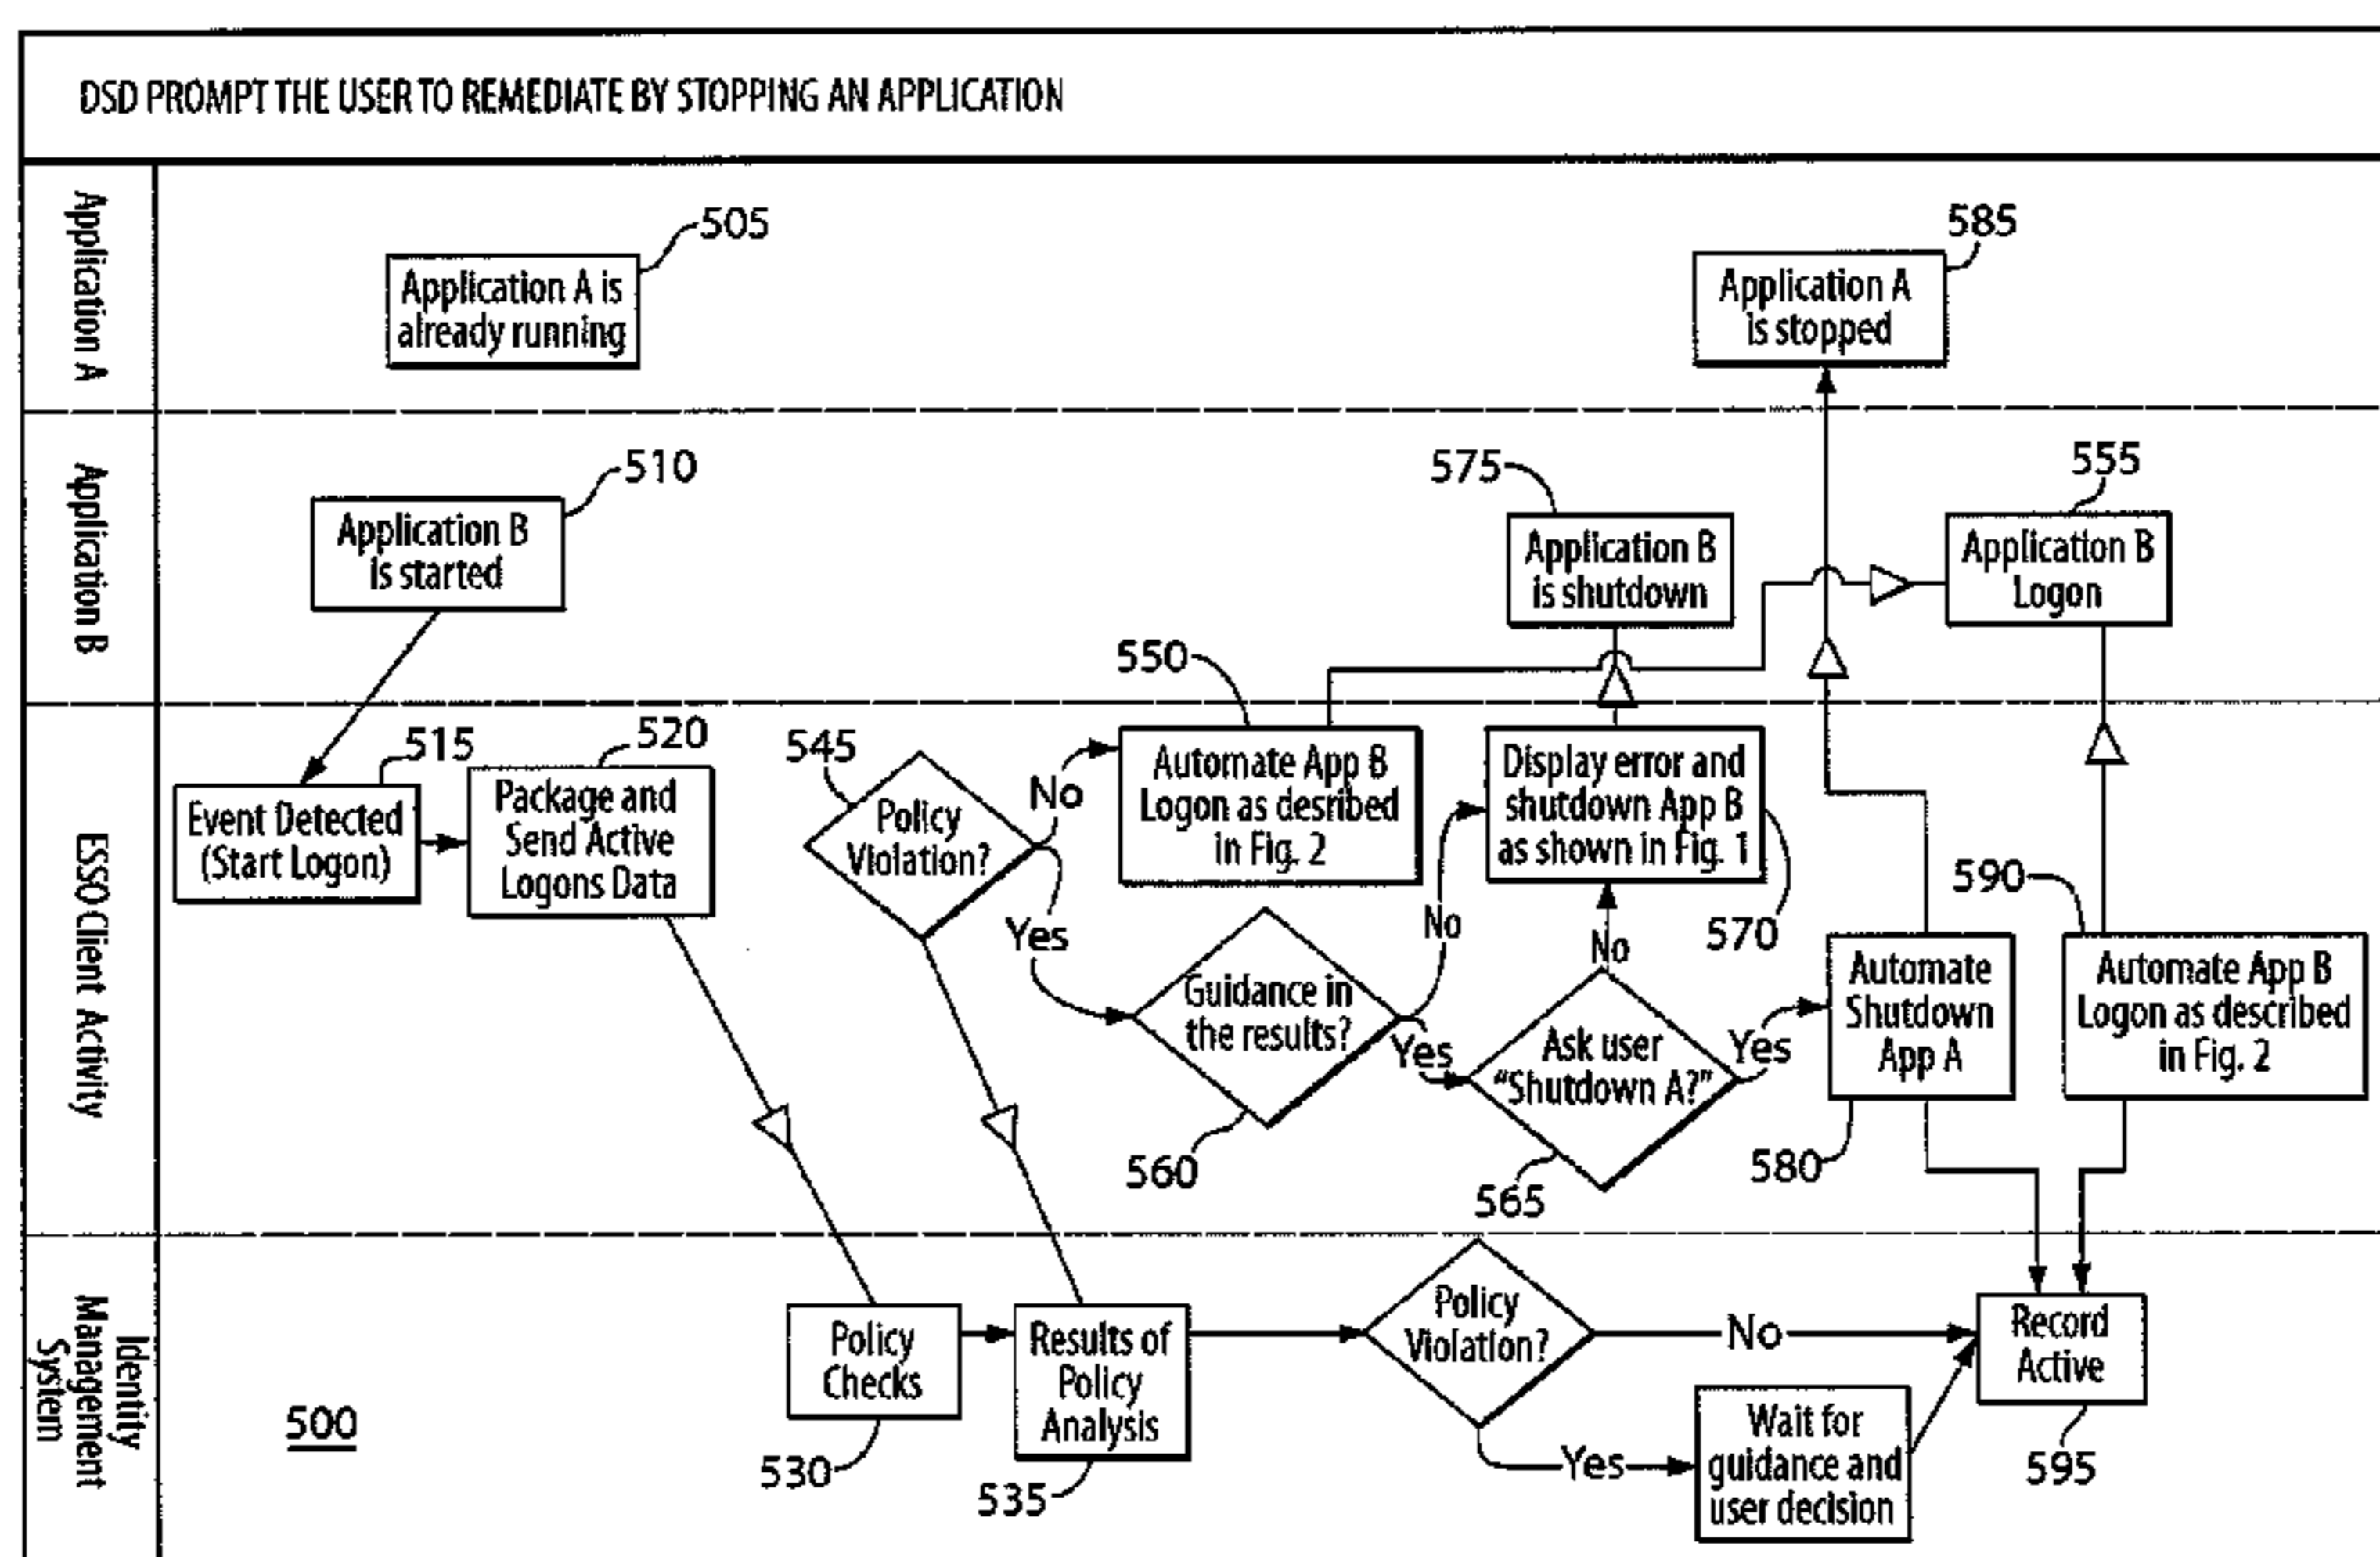 DSD PROMPT THE USER TO REMEDIATE BY STOPPING AN APPLICATION
Application A
505
Application A is
already running
585
Application A
is stopped
Application B
510
Application B
is started
575
Application B
is shutdown
555
Application B
Logon
ESSO Client Activity
515
Event Detected
(Start Logon)
520
Package and
Send Active
Logons Data
545
Policy
Violation?
No
Yes
550
Automate App B
Logon as desribed
in Fig. 2
560
Guidance in
the results?
No
Yes
570
Display error and
shutdown App B
as shown in Fig. 1
565
Ask user
“Shutdown A?”
No
Yes
580
Automate
Shutdown
App A
590
Automate App B
Logon as described
in Fig. 2
Identity
Management
System
500
530
Policy
Checks
535
Results of
Policy
Analysis
Policy
Violation?
No
Yes
Wait for
guidance and
user decision
Record
Active
595